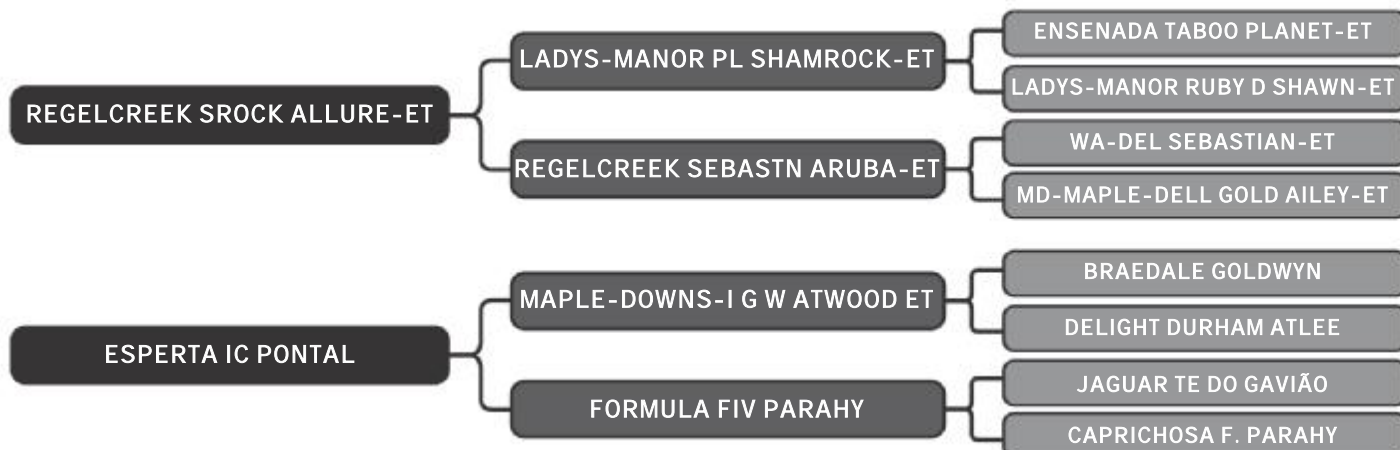 REGELCREEK SROCK ALLURE-ET
LADYS-MANOR PL SHAMROCK-ET
ENSENADA TABOO PLANET-ET
LADYS-MANOR RUBY D SHAWN-ET
REGELCREEK SEBASTN ARUBA-ET
WA-DEL SEBASTIAN-ET
MD-MAPLE-DELL GOLD AILEY-ET
ESPERTA IC PONTAL
MAPLE-DOWNS-I G W ATWOOD ET
BRAEDALE GOLDWYN
DELIGHT DURHAM ATLEE
FORMULA FIV PARAHY
JAGUAR TE DO GAVIÃO
CAPRICHOSA F. PARAHY